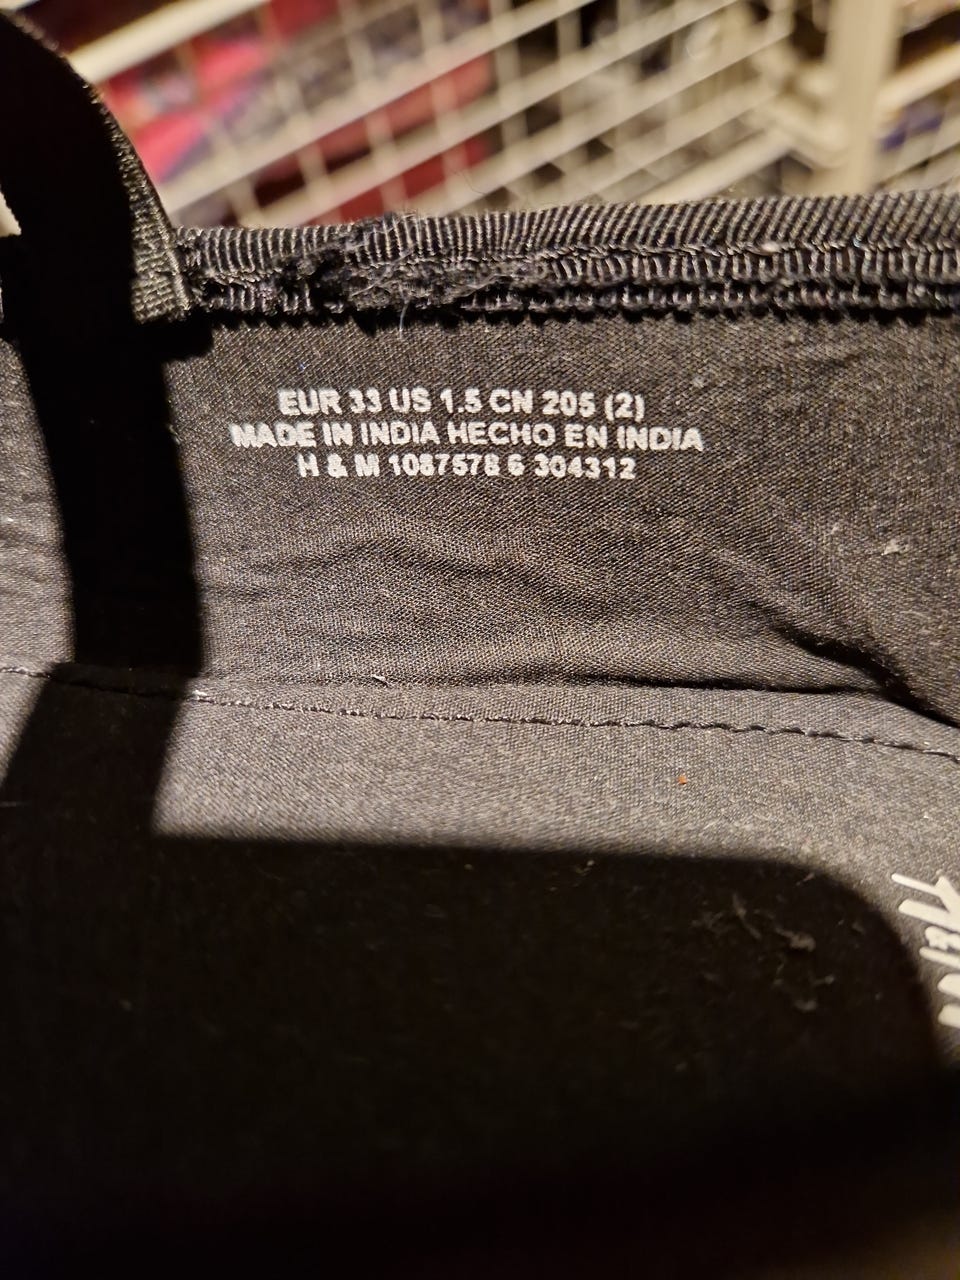 EUR 33 US 1.5 CN 205 (2)
MADE IN INDIA HECHO EN INDIA
H & M 1087578 6 304312